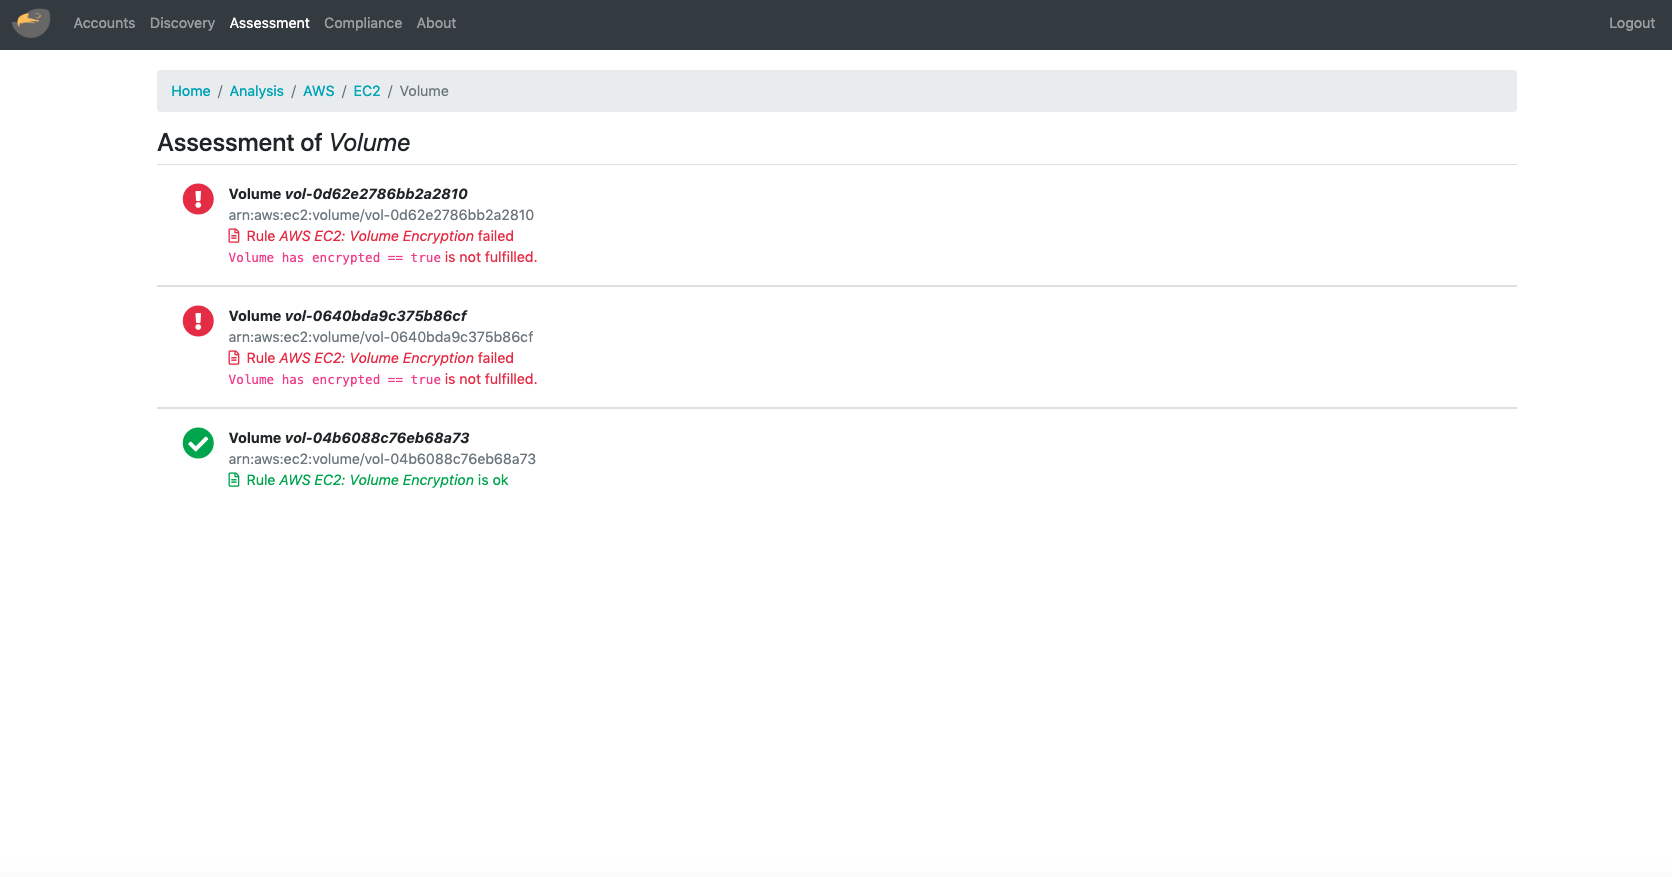 Accounts Discovery Assessment Compliance About Logout
Home / Analysis / AWS / EC2 / Volume
Assessment of Volume
Volume vol-0d62e2786bb2a2810
arn:aws:ec2:volume/vol-0d62e2786bb2a2810
Rule AWS EC2: Volume Encryption failed
Volume has encrypted == true is not fulfilled.
Volume vol-0640bda9c375b86cf
arn:aws:ec2:volume/vol-0640bda9c375b86cf
Rule AWS EC2: Volume Encryption failed
Volume has encrypted == true is not fulfilled.
Volume vol-04b6088c76eb68a73
arn:aws:ec2:volume/vol-04b6088c76eb68a73
Rule AWS EC2: Volume Encryption is ok